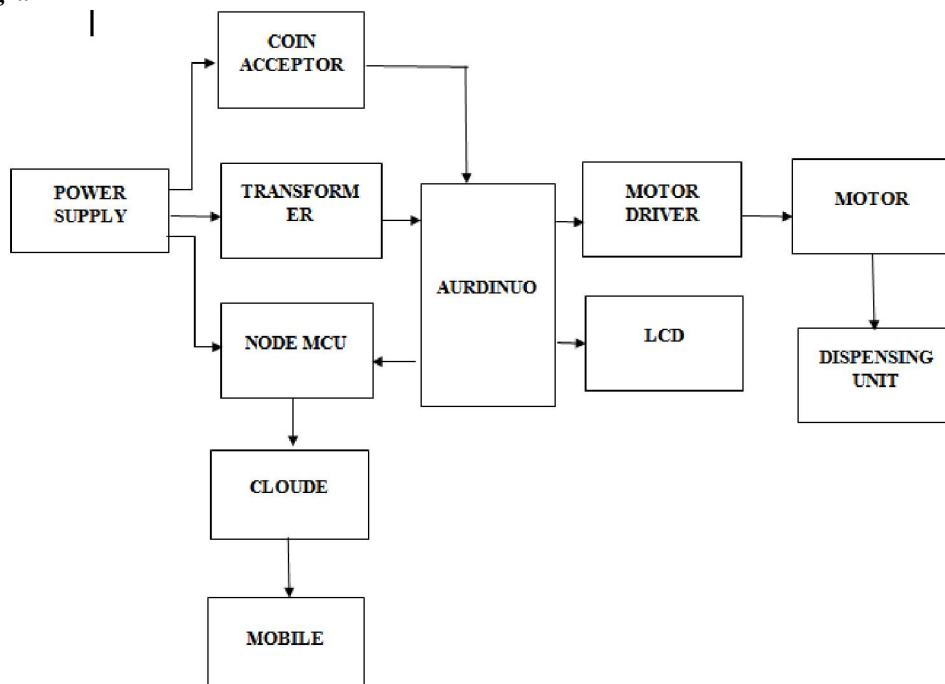 COIN
ACCEPTOR
POWER
SUPPLY
TRANSFORM
ER
AURDINUO
MOTOR
DRIVER
MOTOR
NODE MCU
LCD
DISPENSING
UNIT
CLOUDE
MOBILE